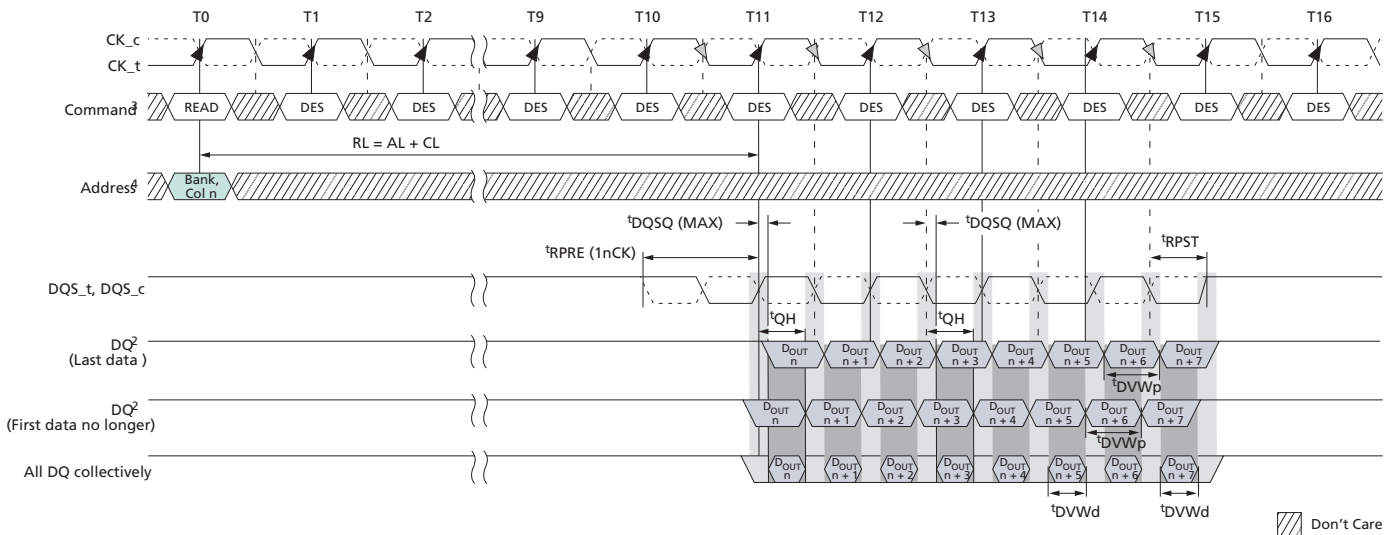 T0 T1 T2 T9 T10 T11 T12 T13 T14 T15 T16
CK_c
CK_t
Command3 READ DES DES DES DES DES DES DES DES DES DES
RL = AL + CL
Address4 Bank, Col n
tDQSQ (MAX) tDQSQ (MAX)
tRPRE (1nCK) tRPST
DQS_t, DQS_c
tQH tQH
DQ2 (Last data )
DOUT n DOUT n + 1 DOUT n + 2 DOUT n + 3 DOUT n + 4 DOUT n + 5 DOUT n + 6 DOUT n + 7
tDVWp
DQ2 (First data no longer)
DOUT n DOUT n + 1 DOUT n + 2 DOUT n + 3 DOUT n + 4 DOUT n + 5 DOUT n + 6 DOUT n + 7
tDVWp
All DQ collectively
DOUT n DOUT n + 1 DOUT n + 2 DOUT n + 3 DOUT n + 4 DOUT n + 5 DOUT n + 6 DOUT n + 7
tDVWd tDVWd
Don't Care